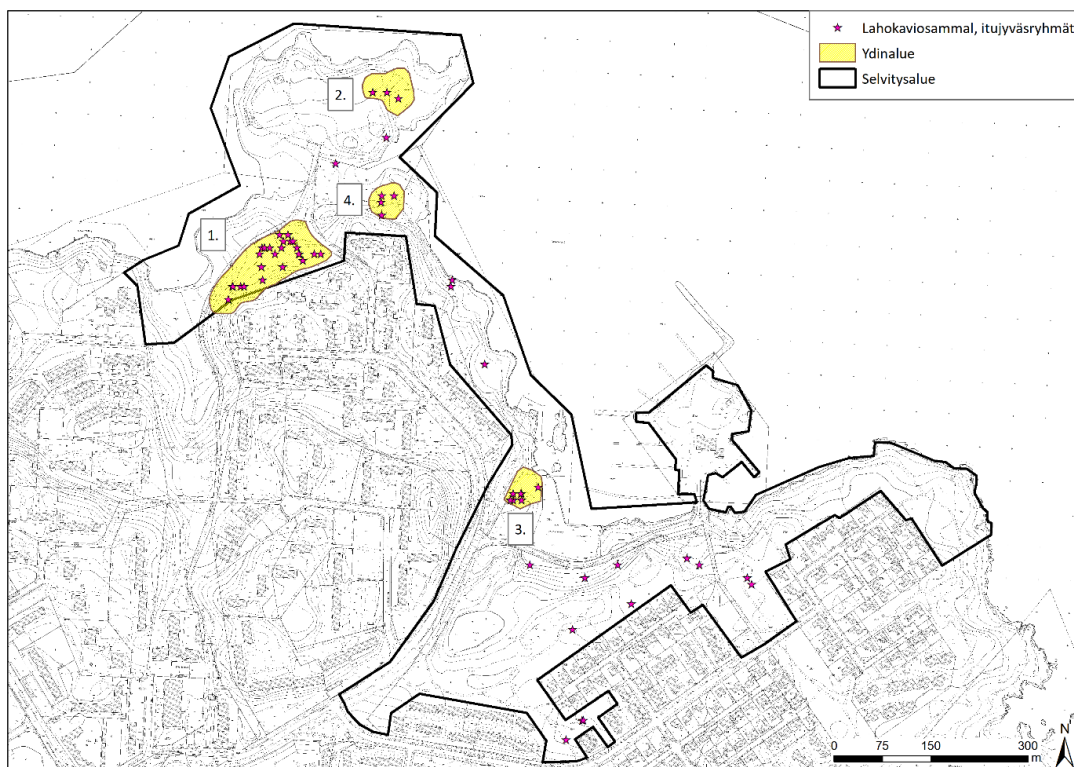 Lahokaviosammal, itujyväsryhmät
Ydinalue
Selvitysalue
2.
4.
1.
3.
0 75 150 300
m
N